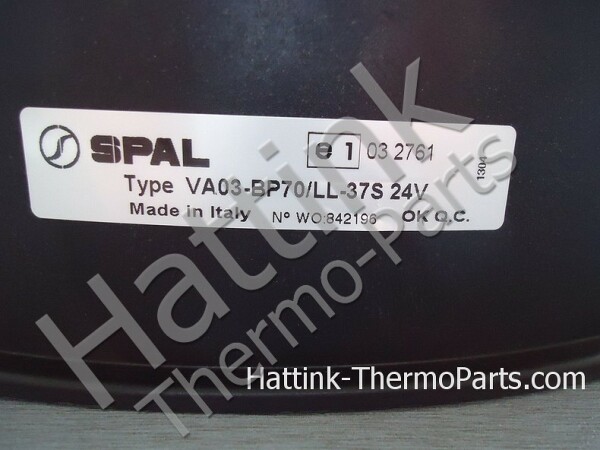 SPAL e1 03 2761
1304
Type VA03-BP70/LL-37S 24V
Made in Italy Nº WO:842196 OK Q.C.
Hattink
Thermo-Parts
Hattink-ThermoParts.com